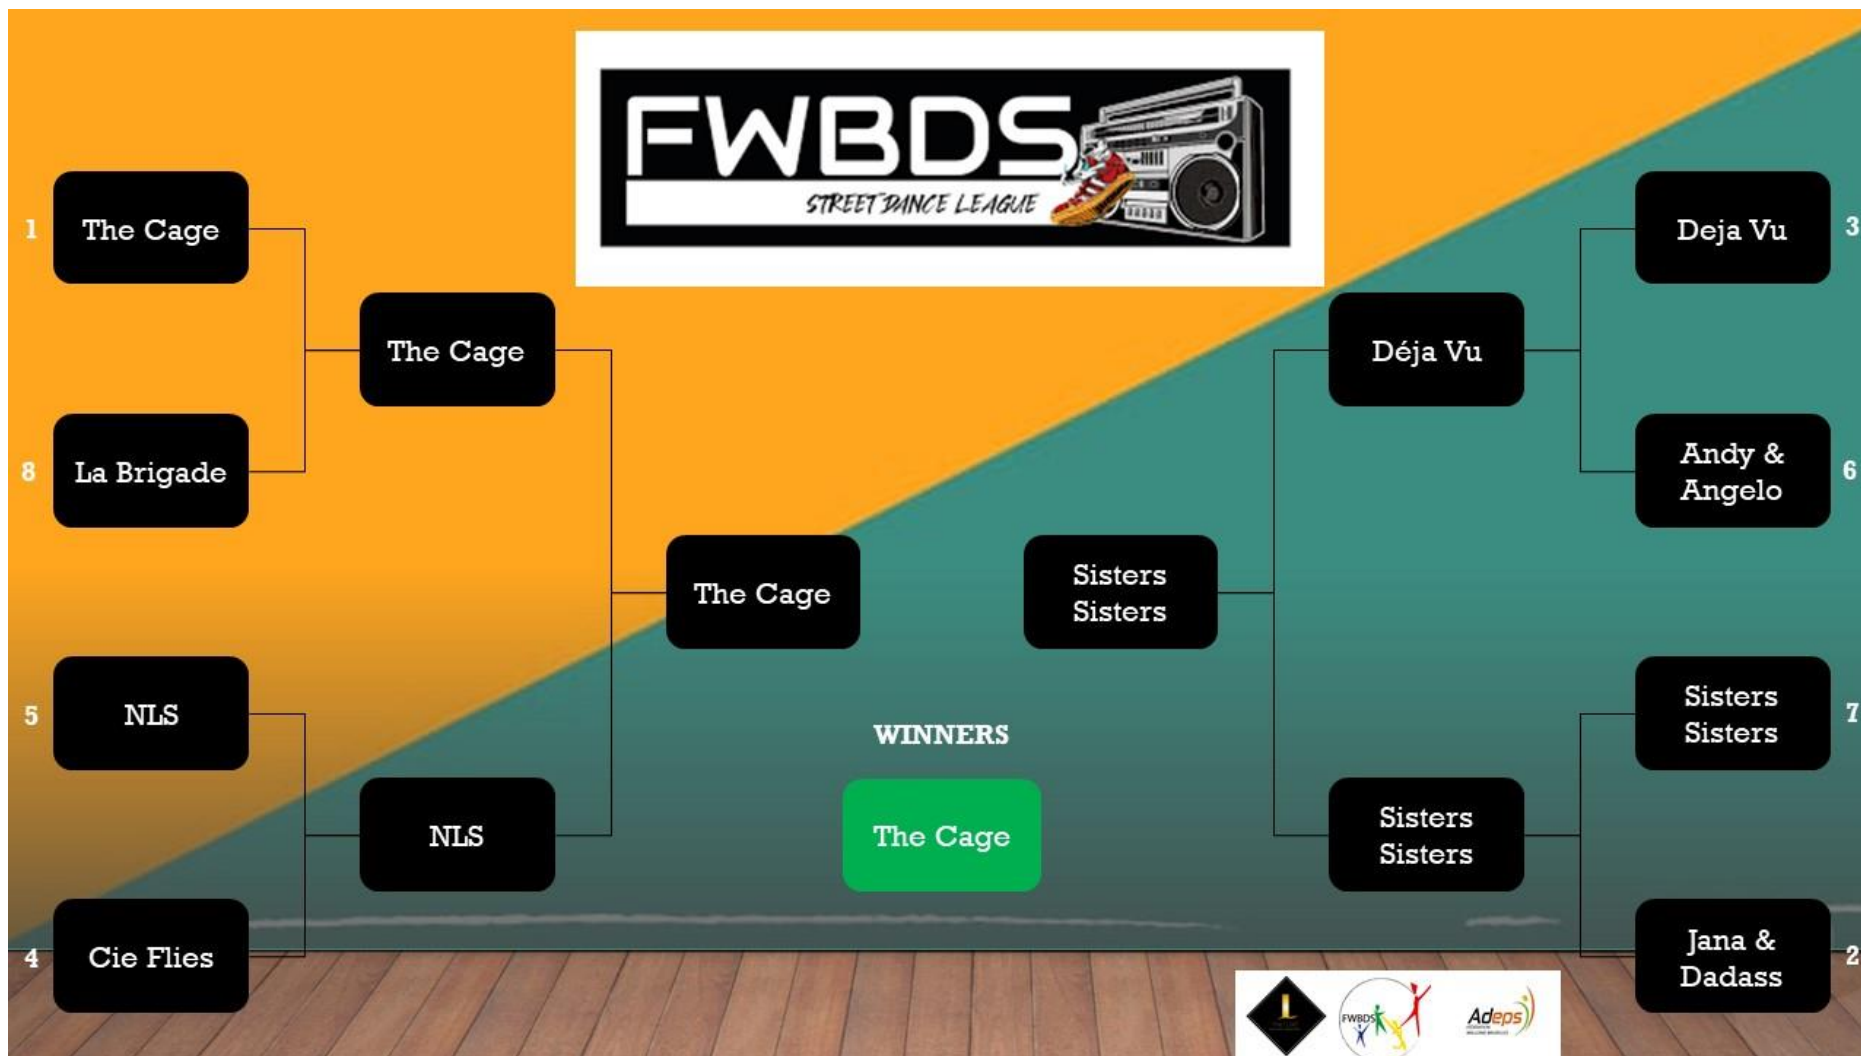 FWBDS
STREET DANCE LEAGUE
1
The Cage
8
La Brigade
5
NLS
4
Cie Flies
The Cage
NLS
The Cage
WINNERS
The Cage
Sisters
Sisters
Déja Vu
Sisters
Sisters
Deja Vu
3
Andy &
Angelo
6
Sisters
Sisters
7
Jana &
Dadass
2
FWBDS
Adeps